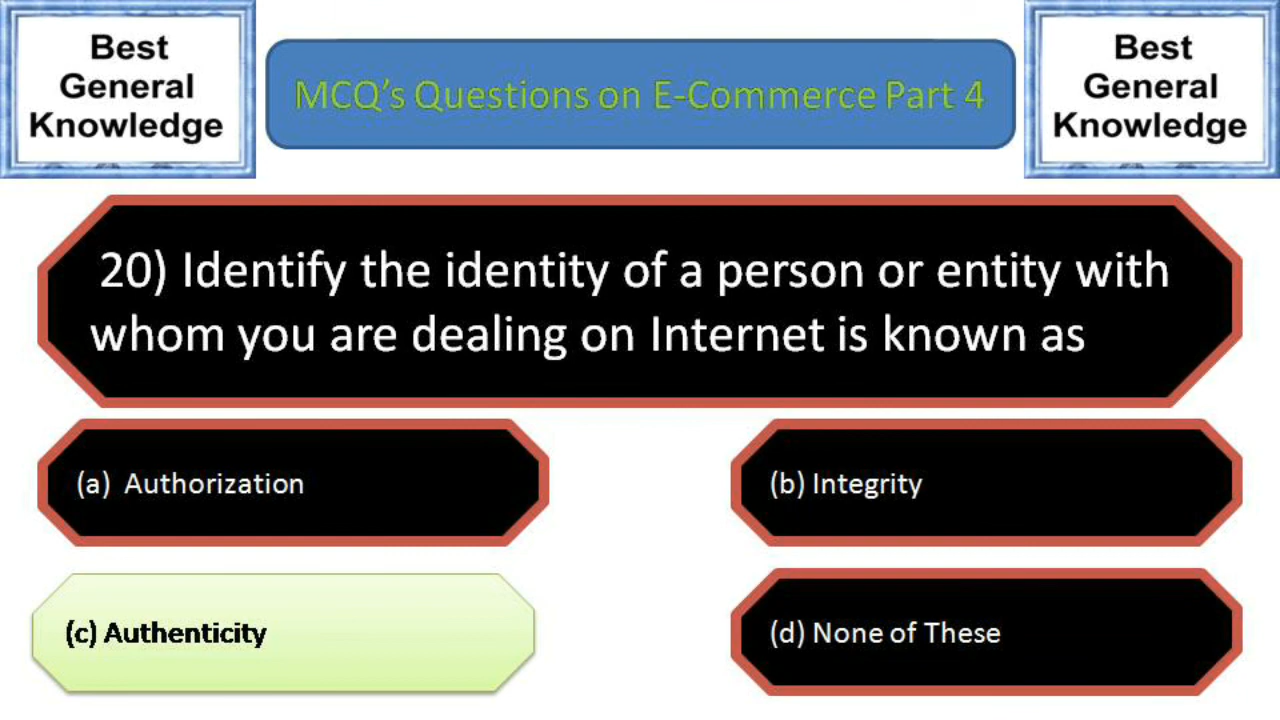 Best
General
Knowledge
MCQ's Questions on E-Commerce Part 4
Best
General
Knowledge
20) Identify the identity of a person or entity with
whom you are dealing on Internet is known as
(a) Authorization
(b) Integrity
(c) Authenticity
(d) None of These